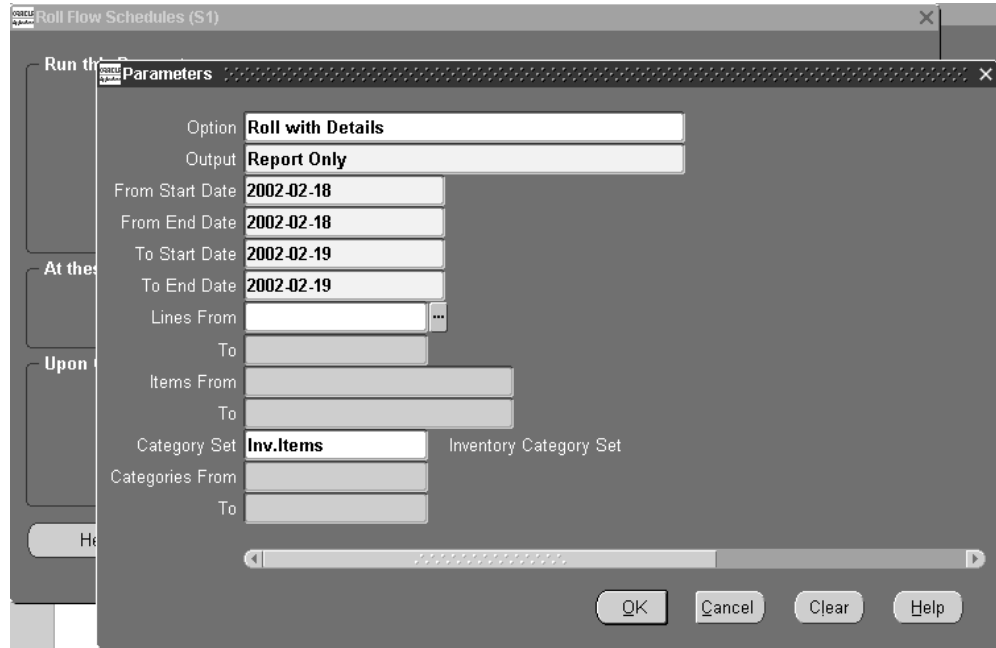 Roll Flow Schedules (S1)
Run th
Parameters
Option Roll with Details
Output Report Only
From Start Date 2002-02-18
From End Date 2002-02-18
To Start Date 2002-02-19
To End Date 2002-02-19
Lines From
To
Items From
To
Category Set Inv.Items Inventory Category Set
Categories From
To
At thes
Upon
He
OK Cancel Clear Help